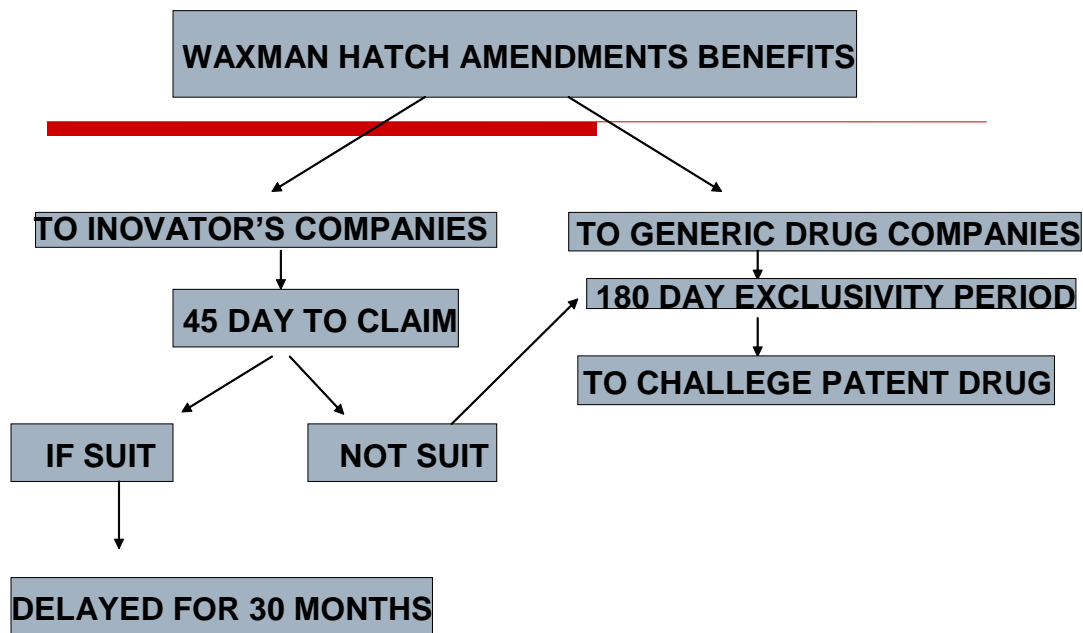 WAXMAN HATCH AMENDMENTS BENEFITS
TO INOVATOR’S COMPANIES
45 DAY TO CLAIM
IF SUIT
NOT SUIT
DELAYED FOR 30 MONTHS
TO GENERIC DRUG COMPANIES
180 DAY EXCLUSIVITY PERIOD
TO CHALLEGE PATENT DRUG